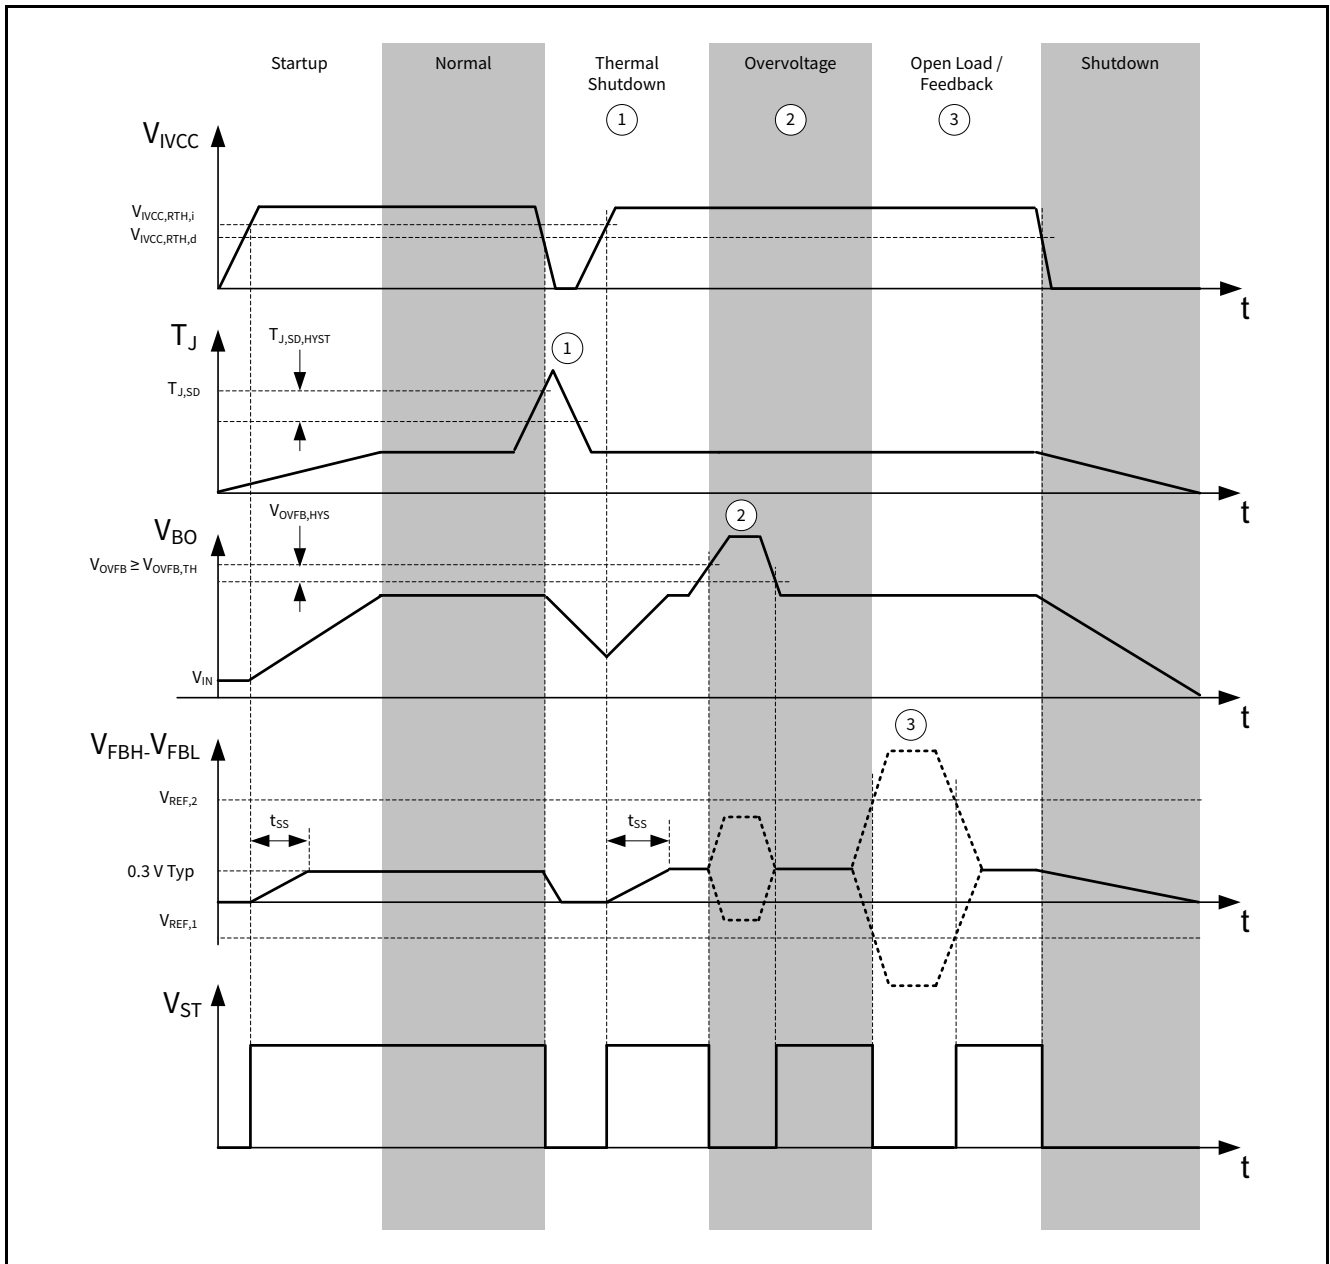 Startup
Normal
Thermal
Shutdown
Overvoltage
Open Load /
Feedback
Shutdown
1
2
3
VIVCC
VIVCC,RTH,i
VIVCC,RTH,d
t
TJ
TJ,SD,HYST
1
TJ,SD
t
VBO
VOVFB,HYS
2
VOVFB ≥ VOVFB,TH
VIN
t
VFBH-VFBL
3
VREF,2
tSS
tSS
0.3 V Typ
VREF,1
t
VST
t